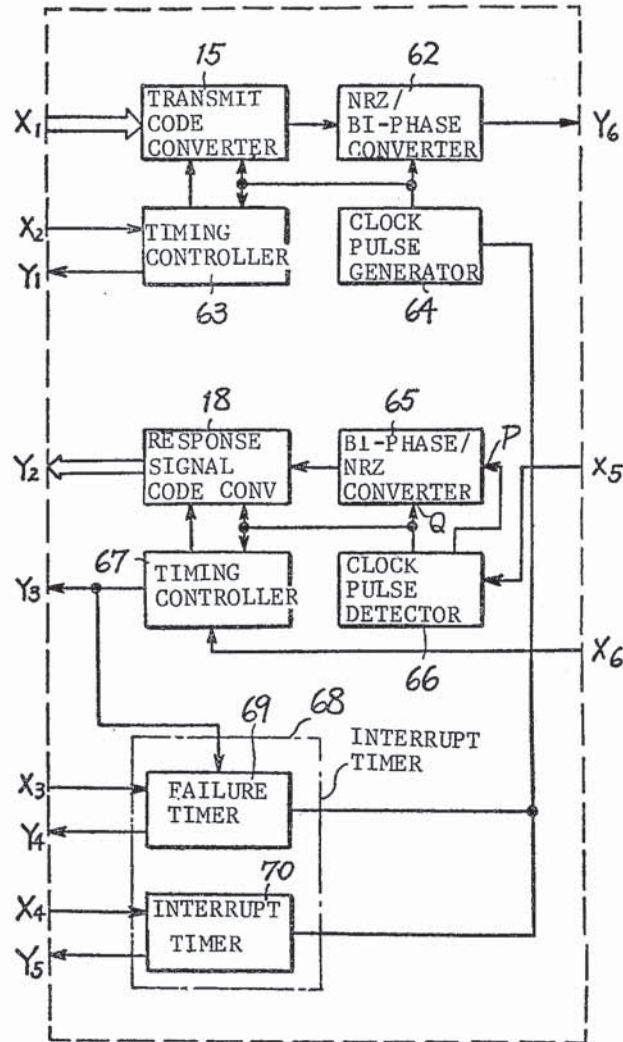 15
62
X1
TRANSMIT
CODE
CONVERTER
NRZ/
BI-PHASE
CONVERTER
Y6
X2
Y1
TIMING
CONTROLLER
63
CLOCK
PULSE
GENERATOR
64
18
65
Y2
RESPONSE
SIGNAL
CODE CONV
BI-PHASE/
NRZ
CONVERTER
P
Q
X5
67
Y3
TIMING
CONTROLLER
CLOCK
PULSE
DETECTOR
66
X6
68
69
INTERRUPT
TIMER
X3
Y4
FAILURE
TIMER
70
X4
Y5
INTERRUPT
TIMER